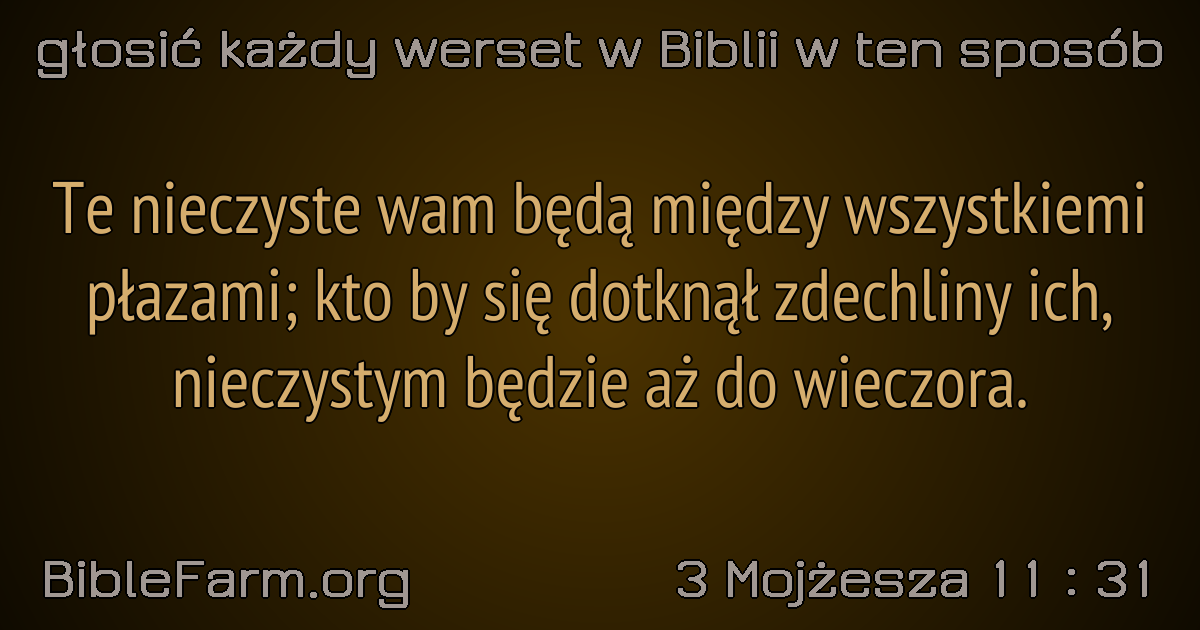 głosić każdy werset w Biblii w ten sposób
Te nieczyste wam będą między wszystkiemi
płazami; kto by się dotknął zdechliny ich,
nieczystym będzie aż do wieczora.
BibleFarm.org
3 Mojżesza 11 : 31